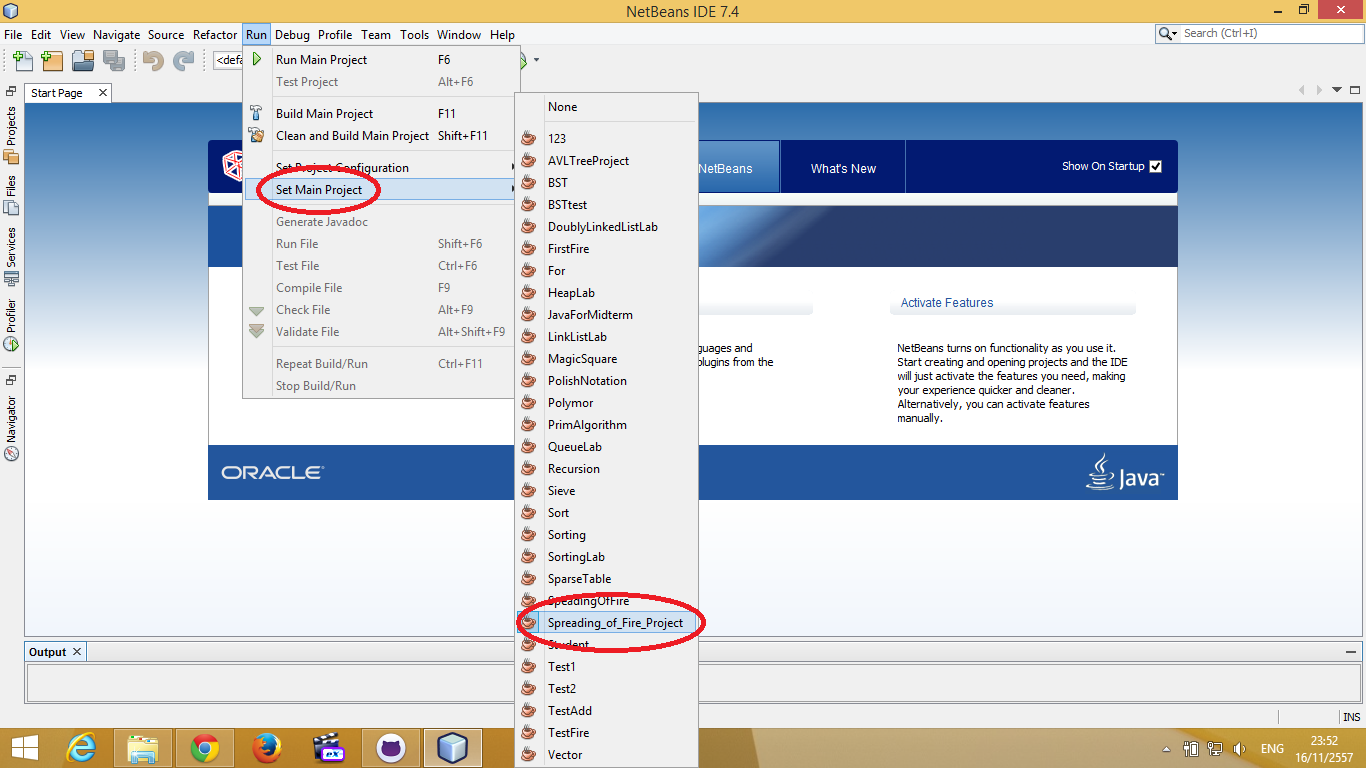 NetBeans IDE 7.4
File Edit View Navigate Source Refactor Run Debug Profile Team Tools Window Help
Search (Ctrl+I)
<defa
Start Page
Projects
Files
Services
Profiler
Navigator
Run Main Project F6
Test Project Alt+F6
Build Main Project F11
Clean and Build Main Project Shift+F11
Set Project Configuration
Set Main Project
Generate Javadoc
Run File Shift+F6
Test File Ctrl+F6
Compile File F9
Check File Alt+F9
Validate File Alt+Shift+F9
Repeat Build/Run Ctrl+F11
Stop Build/Run
None
123
AVLTreeProject
BST
BSTtest
DoublyLinkedListLab
FirstFire
For
HeapLab
JavaForMidterm
LinkListLab
MagicSquare
PolishNotation
Polymor
PrimAlgorithm
QueueLab
Recursion
Sieve
Sort
Sorting
SortingLab
SparseTable
SpeadingOfFire
Spreading_of_Fire_Project
Student
Test1
Test2
TestAdd
TestFire
Vector
NetBeans
What's New
Show On Startup
Activate Features
guages and
plugins from the
NetBeans turns on functionality as you use it.
Start creating and opening projects and the IDE
will just activate the features you need, making
your experience quicker and cleaner.
Alternatively, you can activate features
manually.
ORACLE
Java
Output
INS
ex
ENG
23:52
16/11/2557